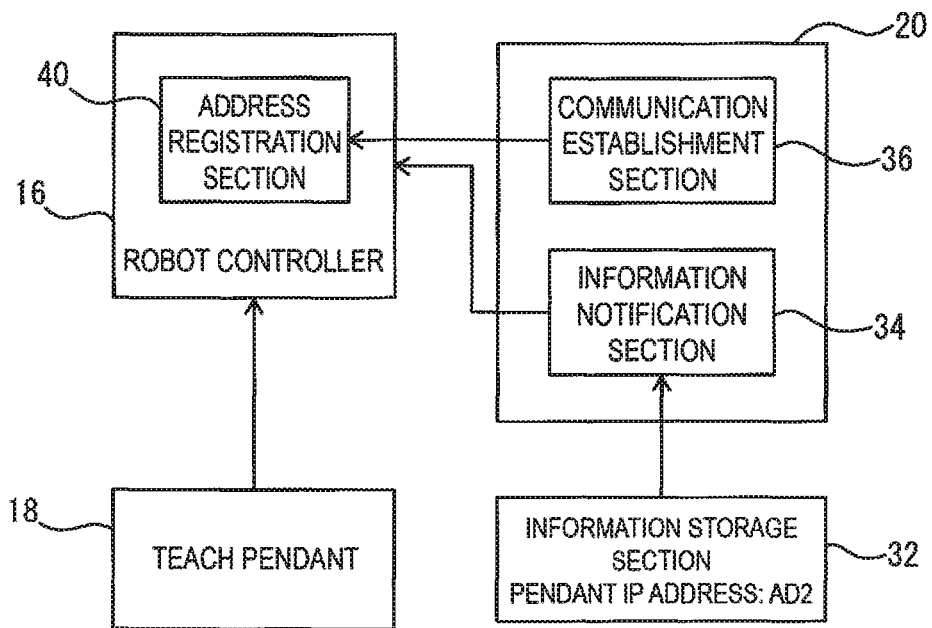 20
40
ADDRESS
REGISTRATION
SECTION
COMMUNICATION
ESTABLISHMENT
SECTION
36
16
ROBOT CONTROLLER
INFORMATION
NOTIFICATION
SECTION
34
18
TEACH PENDANT
INFORMATION STORAGE
SECTION
PENDANT IP ADDRESS: AD2
32